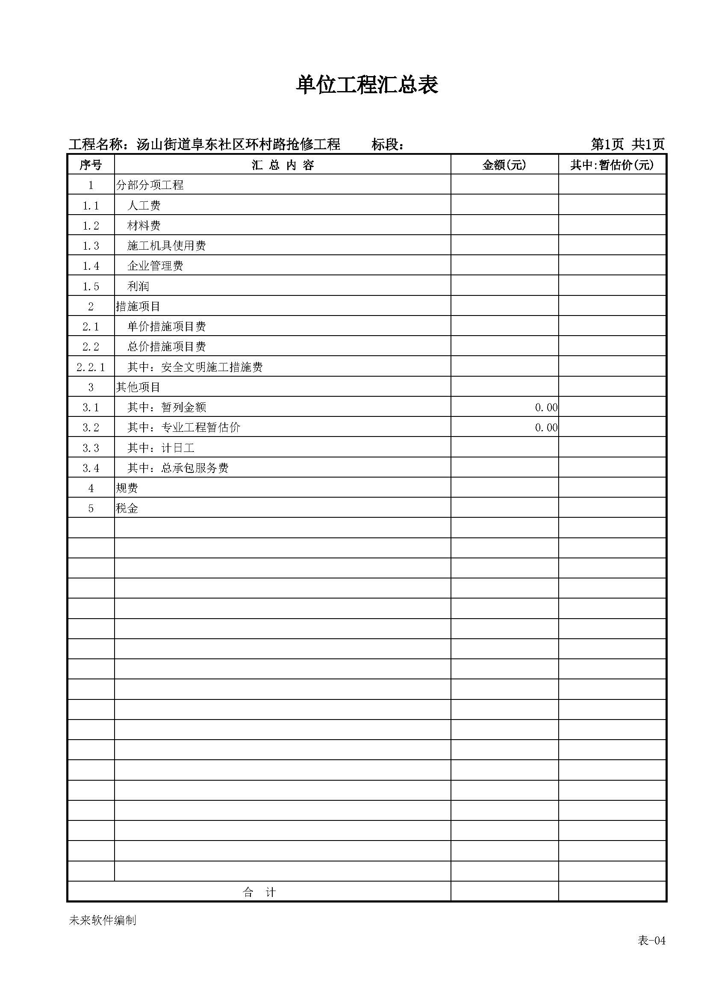 单位工程汇总表
工程名称：汤山街道阜东社区环村路抢修工程 标段： 第1页 共1页
序号 汇 总 内 容 金额(元) 其中:暂估价(元)
1 分部分项工程
1.1 人工费
1.2 材料费
1.3 施工机具使用费
1.4 企业管理费
1.5 利润
2 措施项目
2.1 单价措施项目费
2.2 总价措施项目费
2.2.1 其中：安全文明施工措施费
3 其他项目
3.1 其中：暂列金额 0.00
3.2 其中：专业工程暂估价 0.00
3.3 其中：计日工
3.4 其中：总承包服务费
4 规费
5 税金
合 计
未来软件编制
表-04